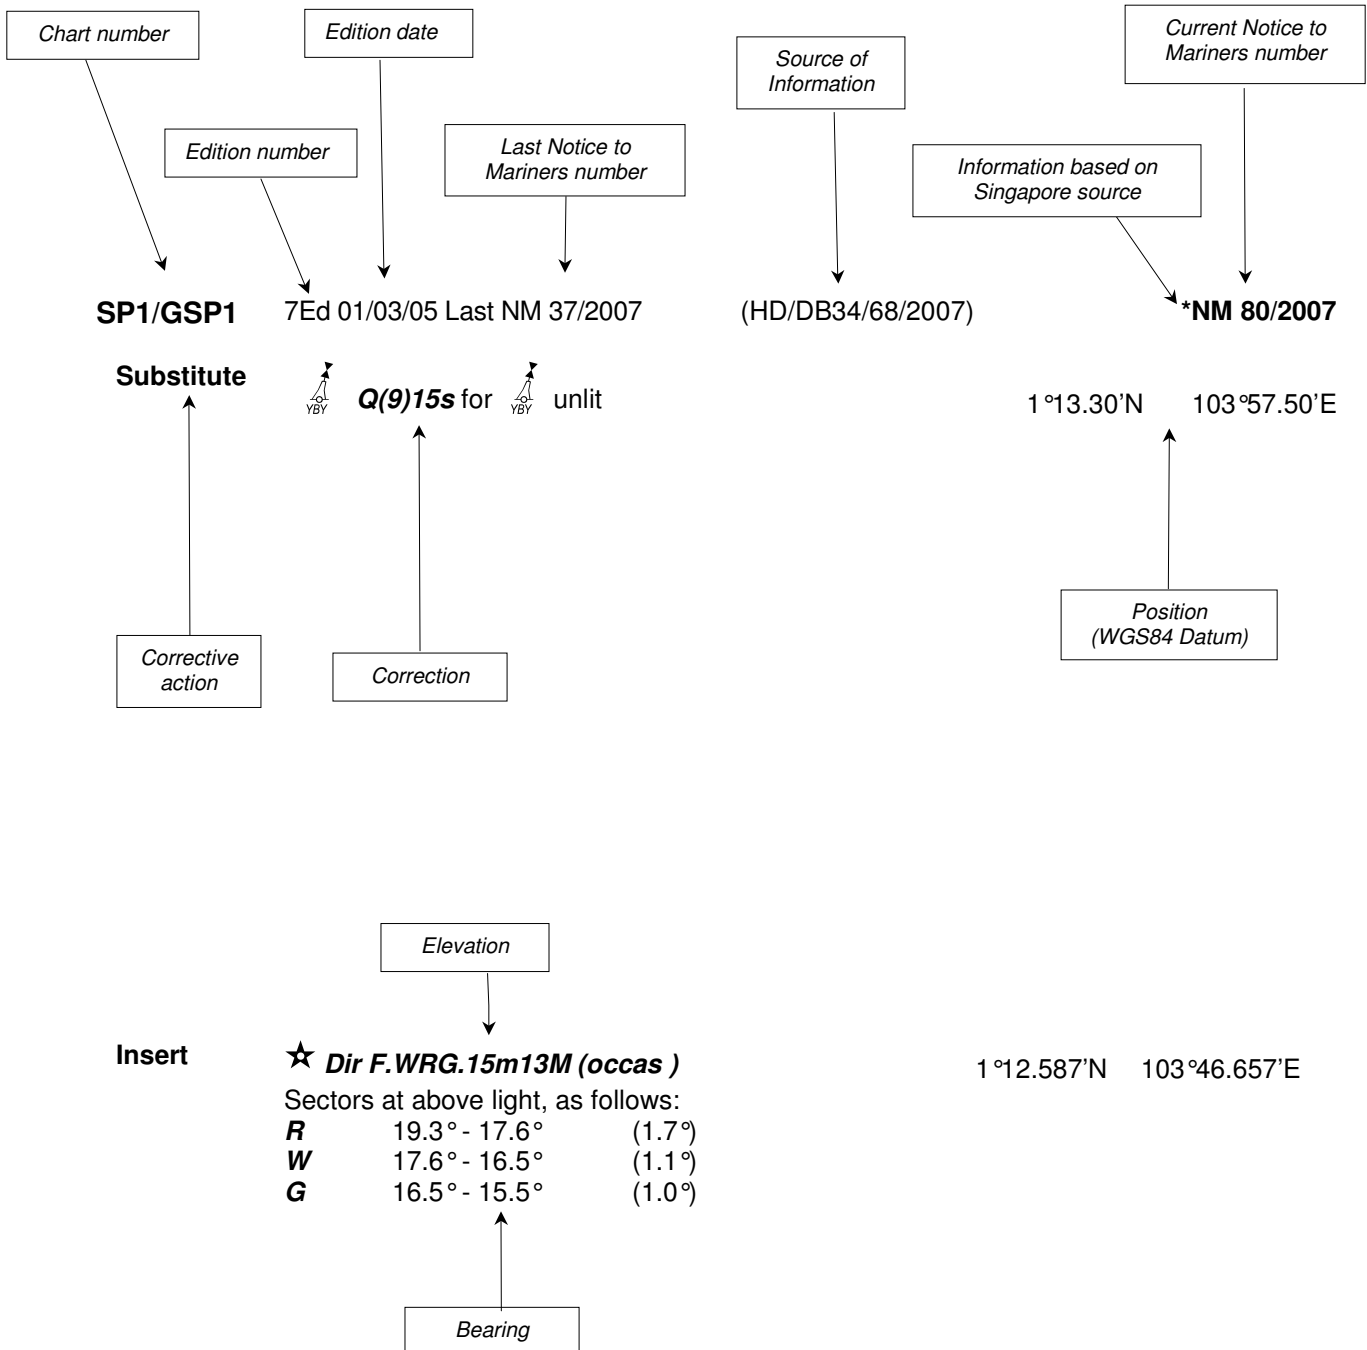 Chart number
Edition date
Source of
Information
Current Notice to
Mariners number
Edition number
Last Notice to
Mariners number
Information based on
Singapore source
SP1/GSP1 7Ed 01/03/05 Last NM 37/2007 (HD/DB34/68/2007) *NM 80/2007
Substitute YBY Q(9)15s for YBY unlit 1°13.30'N 103°57.50'E
Corrective
action
Correction
Position
(WGS84 Datum)
Elevation
Insert Dir F.WRG.15m13M (occas ) 1°12.587'N 103°46.657'E
Sectors at above light, as follows:
R 19.3° - 17.6° (1.7°)
W 17.6° - 16.5° (1.1°)
G 16.5° - 15.5° (1.0°)
Bearing